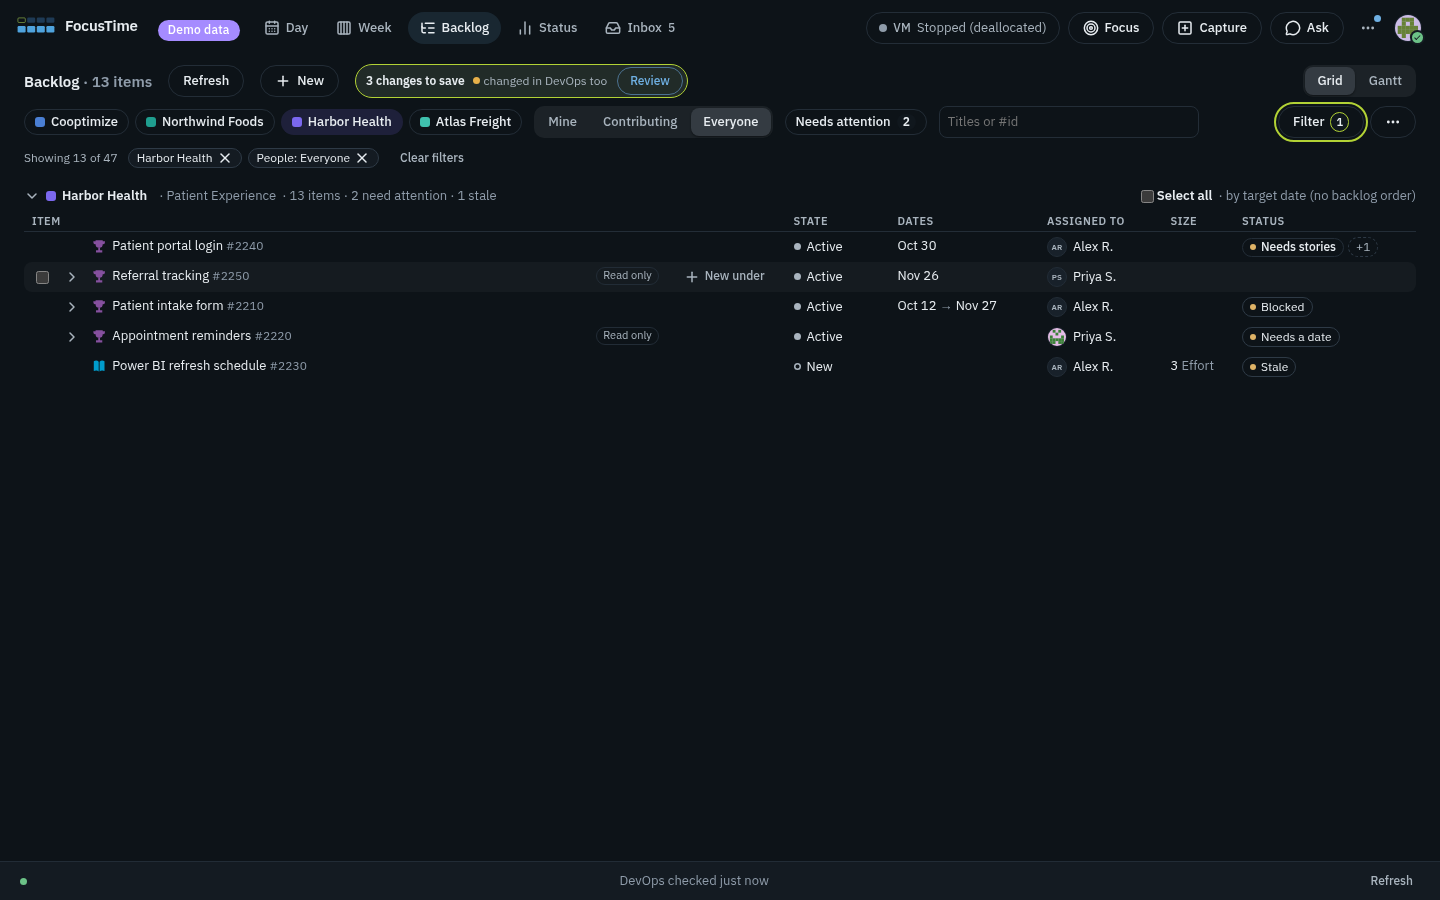 FocusTime Demo data Day Week Backlog Status Inbox 5 VM Stopped (deallocated) Focus Capture Ask
Backlog · 13 items Refresh New 3 changes to save changed in DevOps too Review Grid Gantt
Cooptimize Northwind Foods Harbor Health Atlas Freight Mine Contributing Everyone Needs attention 2 Titles or #id Filter 1
Showing 13 of 47 Harbor Health People: Everyone Clear filters
Harbor Health · Patient Experience · 13 items · 2 need attention · 1 stale Select all · by target date (no backlog order)
ITEM STATE DATES ASSIGNED TO SIZE STATUS
Patient portal login #2240 Active Oct 30 AR Alex R. Needs stories +1
Referral tracking #2250 Read only New under Active Nov 26 PS Priya S.
Patient intake form #2210 Active Oct 12 → Nov 27 AR Alex R. Blocked
Appointment reminders #2220 Read only Active Priya S. Needs a date
Power BI refresh schedule #2230 New AR Alex R. 3 Effort Stale
DevOps checked just now Refresh